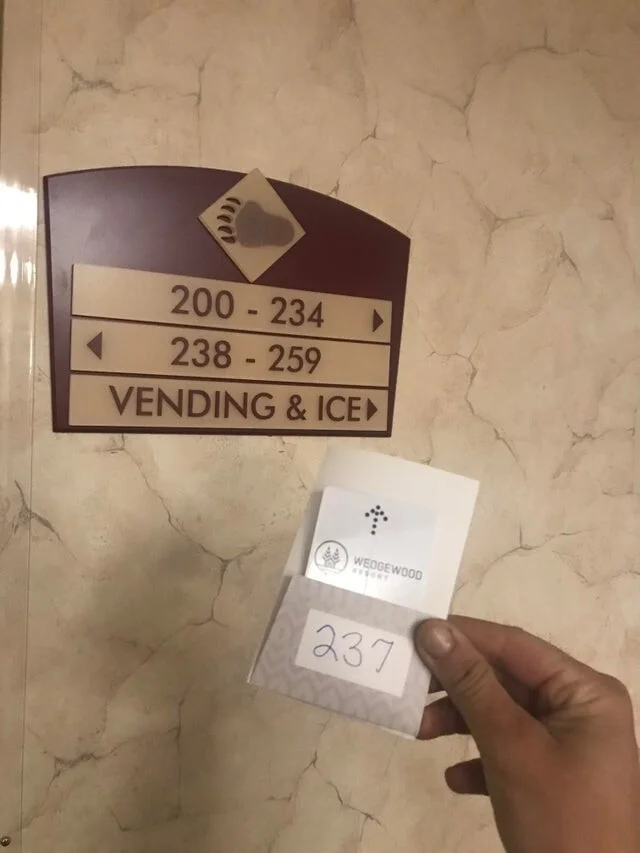 200 - 234
238 - 259
VENDING & ICE
WEDGEWOOD
RESORT
237